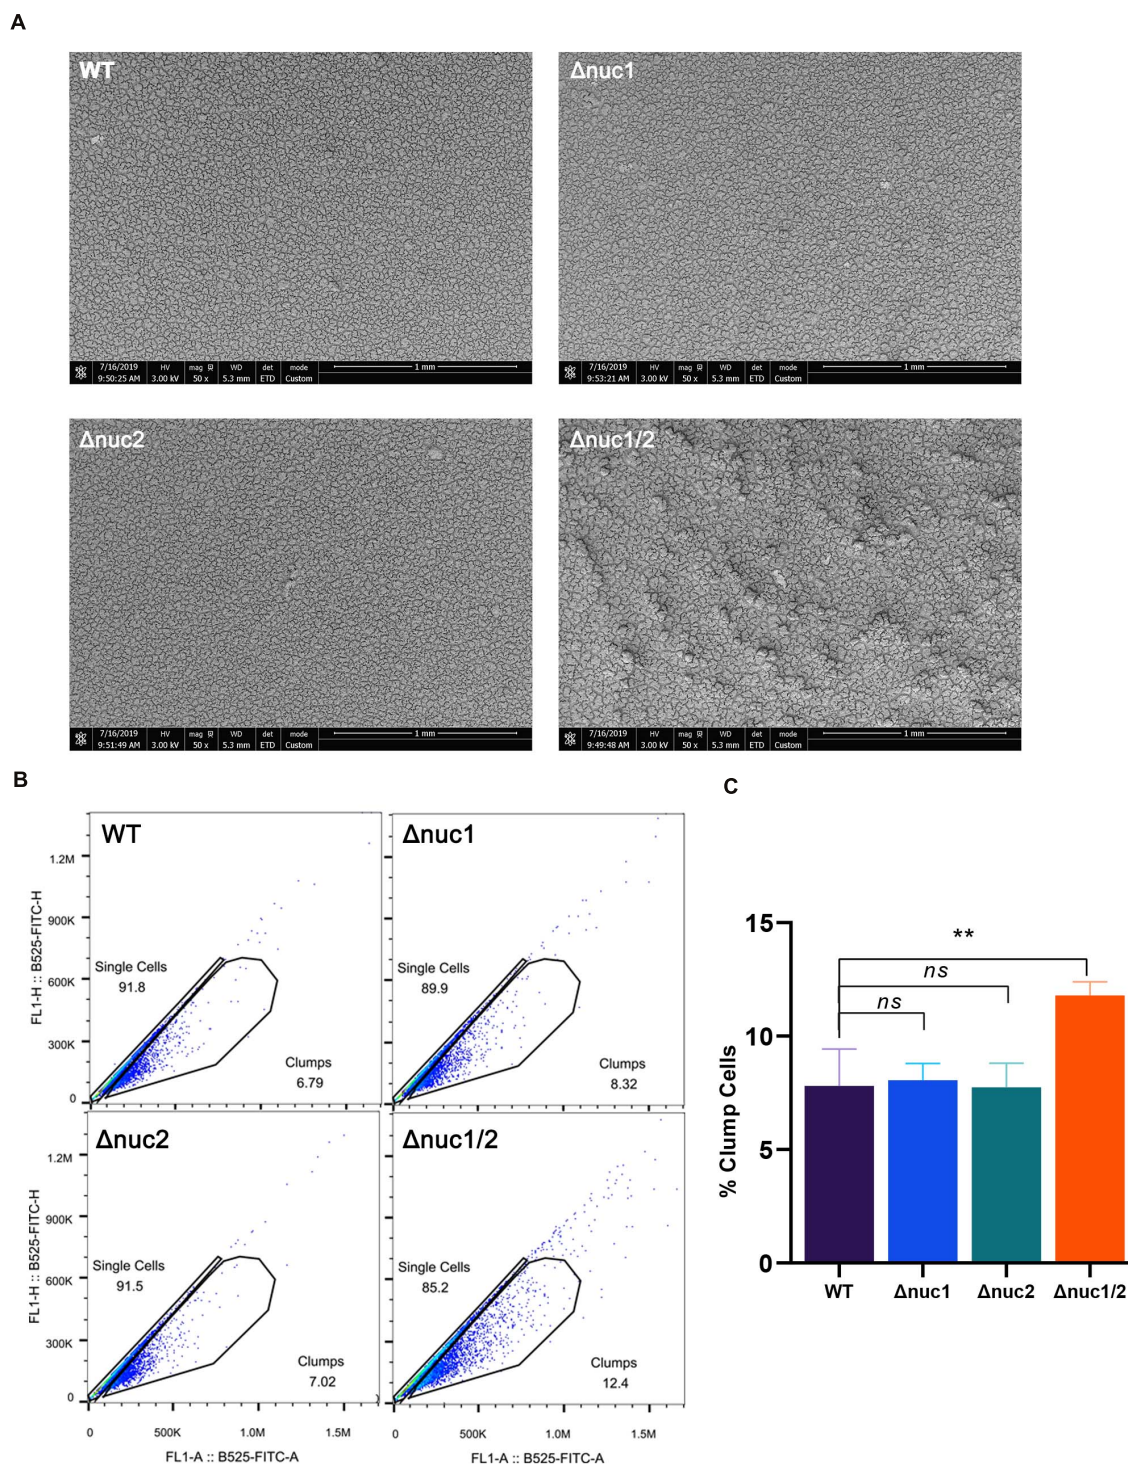 A
WT
7/16/2019 HV mag WD det mode 1 mm
9:50:25 AM 3.00 kV 50 x 5.3 mm ETD Custom
Δnuc1
7/16/2019 HV mag WD det mode 1 mm
9:53:21 AM 3.00 kV 50 x 5.3 mm ETD Custom
Δnuc2
7/16/2019 HV mag WD det mode 1 mm
9:51:49 AM 3.00 kV 50 x 5.3 mm ETD Custom
Δnuc1/2
7/16/2019 HV mag WD det mode 1 mm
9:49:48 AM 3.00 kV 50 x 5.3 mm ETD Custom
B
WT
FL1-H :: B525-FITC-H
1.2M
900K
600K
300K
0
Single Cells
91.8
Clumps
6.79
Δnuc1
Single Cells
89.9
Clumps
8.32
Δnuc2
FL1-H :: B525-FITC-H
1.2M
900K
600K
300K
0
Single Cells
91.5
Clumps
7.02
0 500K 1.0M 1.5M
FL1-A :: B525-FITC-A
Δnuc1/2
Single Cells
85.2
Clumps
12.4
0 500K 1.0M 1.5M
FL1-A :: B525-FITC-A
C
% Clump Cells
15
10
5
0
**
ns
ns
WT Δnuc1 Δnuc2 Δnuc1/2